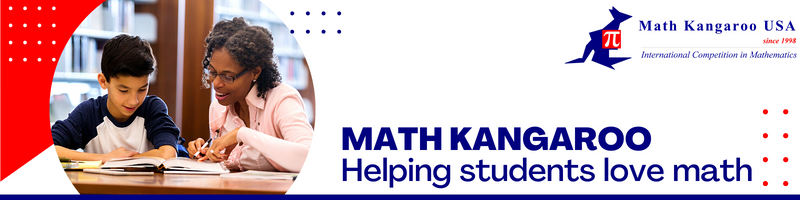 Math Kangaroo USA
π
since 1998
International Competition in Mathematics
MATH KANGAROO
Helping students love math